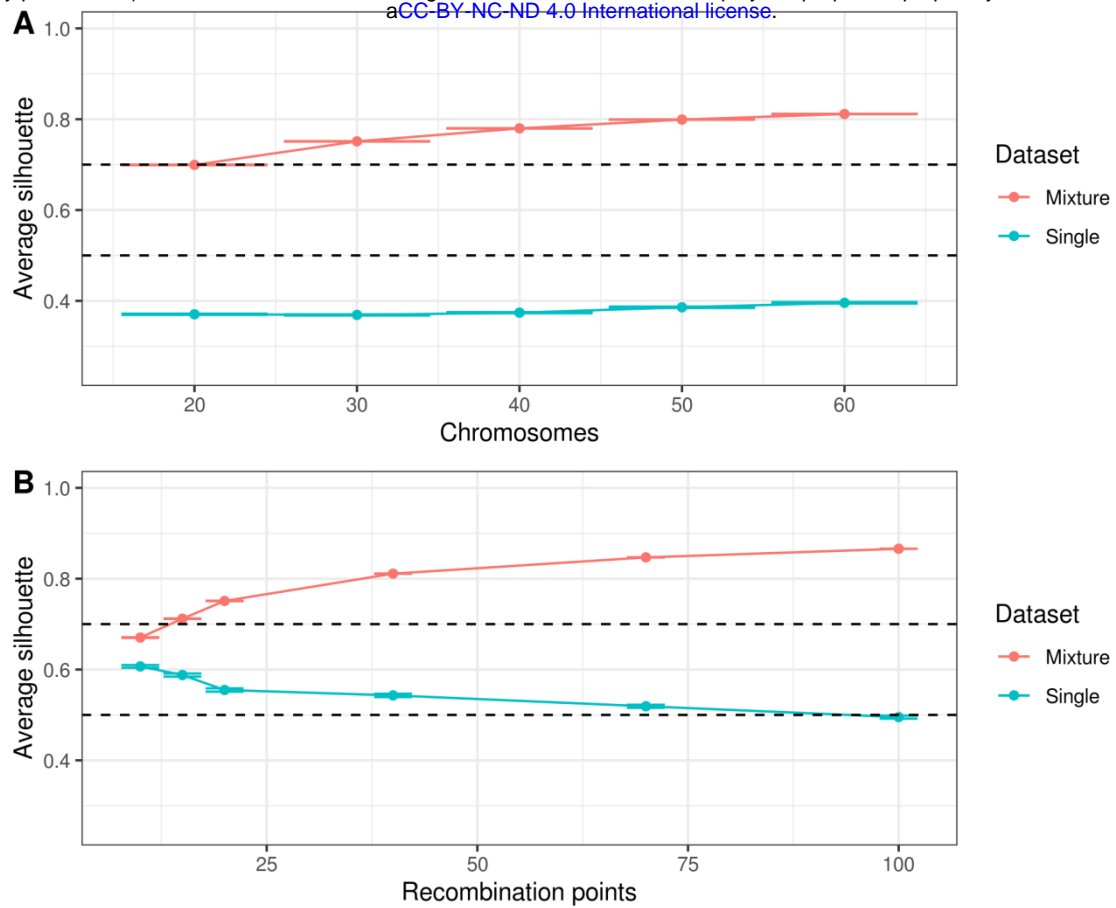 aCC-BY-NC-ND 4.0 International license.
A
1.0
0.8
0.6
0.4
Average silhouette
20 30 40 50 60
Chromosomes
Dataset
Mixture
Single
B
1.0
0.8
0.6
0.4
Average silhouette
25 50 75 100
Recombination points
Dataset
Mixture
Single